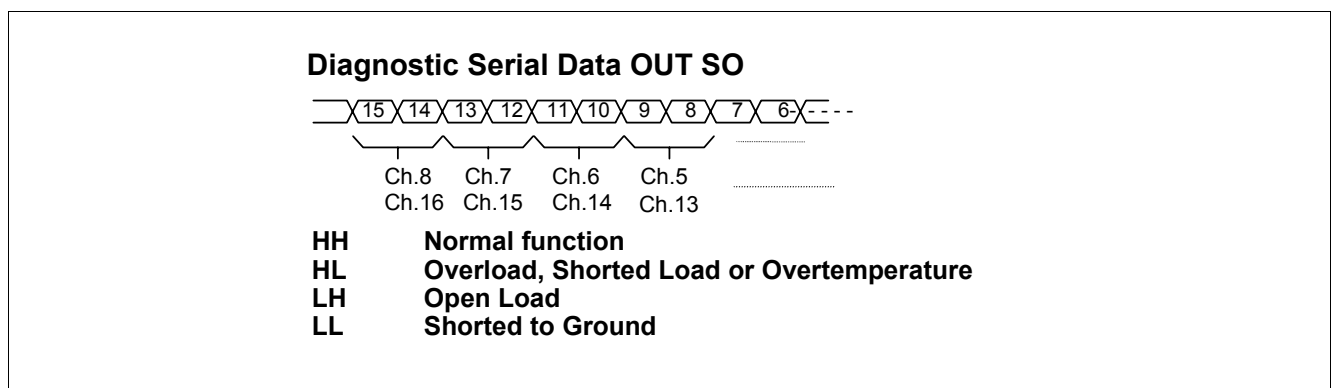 Diagnostic Serial Data OUT SO
15 14 13 12 11 10 9 8 7 6
Ch.8 Ch.7 Ch.6 Ch.5
Ch.16 Ch.15 Ch.14 Ch.13
HH Normal function
HL Overload, Shorted Load or Overtemperature
LH Open Load
LL Shorted to Ground